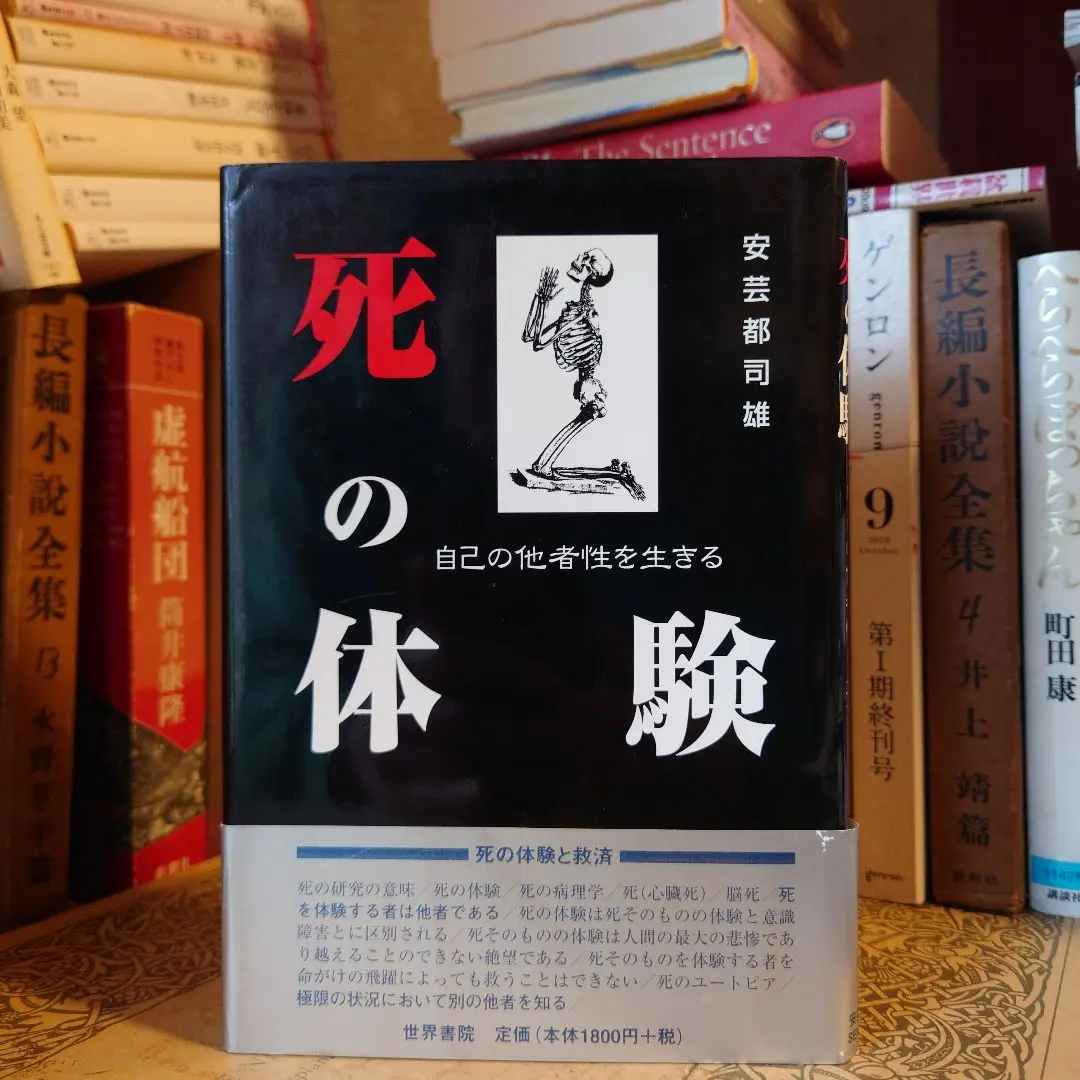 死の体験
安芸都司雄
自己の他者性を生きる
死の体験と救済
死の研究の意味／死の体験／死の病理学／死(心臓死)／脳死／死
を体験する者は他者である／死の体験は死そのものの体験と意識
障害とに区別される／死そのものの体験は人間の最大の悲惨であ
り越えることのできない絶望である／死そのものを体験する者を
命がけの飛躍によっても救うことはできない／死のユートピア／
極限の状況において別の他者を知る／
世界書院 定価(本体1800円+税)
The Sentence
長編小説全集
13
虚航船団 筒井康隆
ゲンロン
genron
9
2018
October
第I期終刊号
genron
長編小説全集
4
井上靖篇
新潮社
町田康
講談社